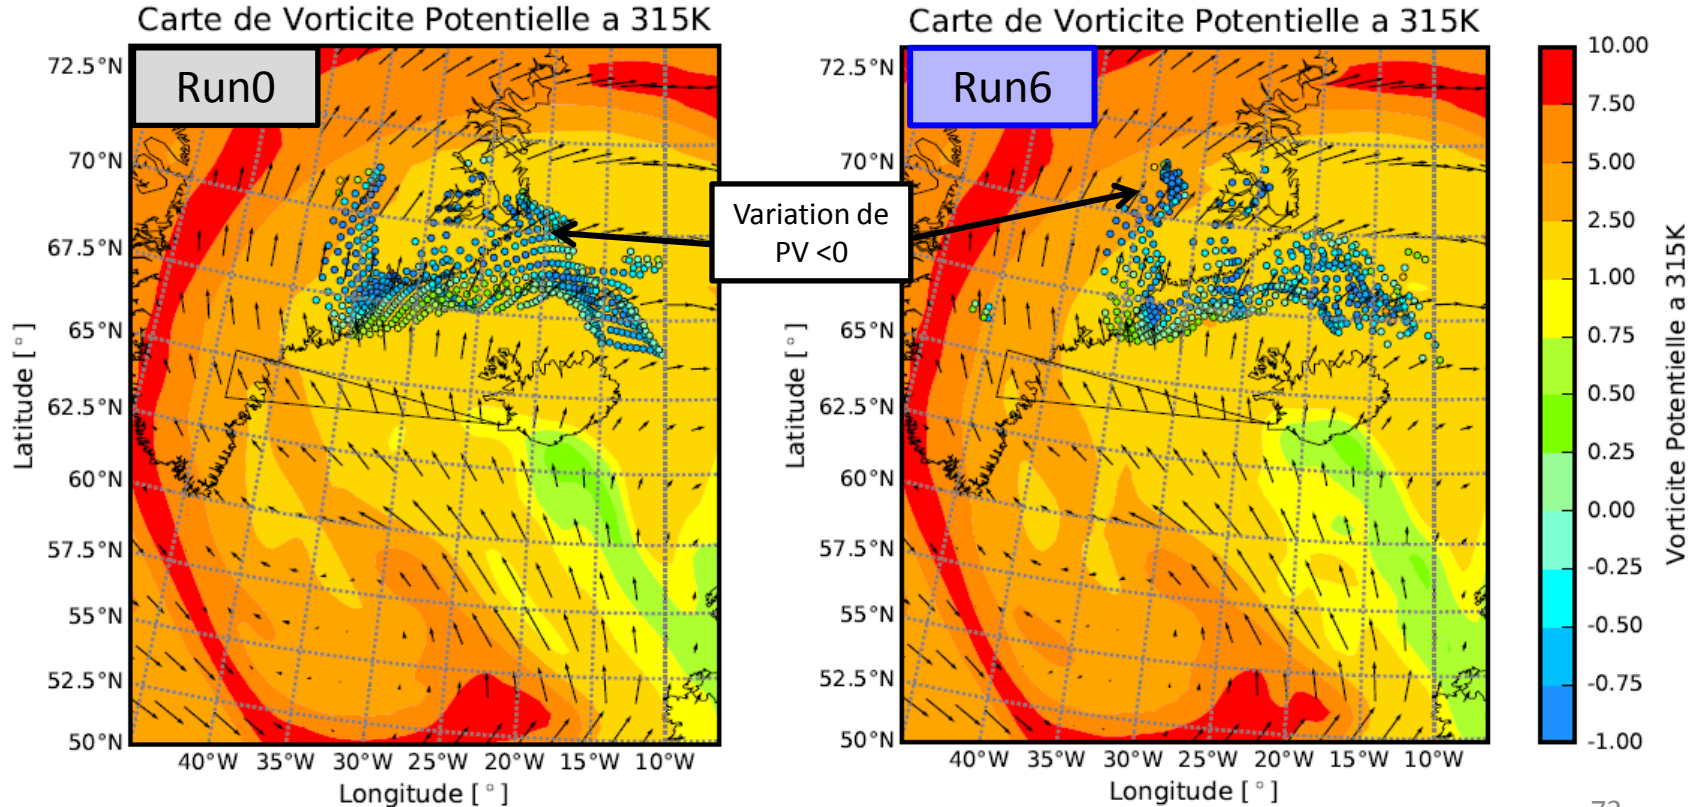 Carte de Vorticite Potentielle a 315K
Run0
72.5°N
70°N
67.5°N
65°N
62.5°N
60°N
57.5°N
55°N
52.5°N
50°N
Latitude [°]
40°W 35°W 30°W 25°W 20°W 15°W 10°W
Longitude [°]
Variation de
PV <0
Carte de Vorticite Potentielle a 315K
Run6
72.5°N
70°N
67.5°N
65°N
62.5°N
60°N
57.5°N
55°N
52.5°N
50°N
Latitude [°]
40°W 35°W 30°W 25°W 20°W 15°W 10°W
Longitude [°]
10.00
7.50
5.00
2.50
1.00
0.75
0.50
0.25
0.00
-0.25
-0.50
-0.75
-1.00
Vorticite Potentielle a 315K